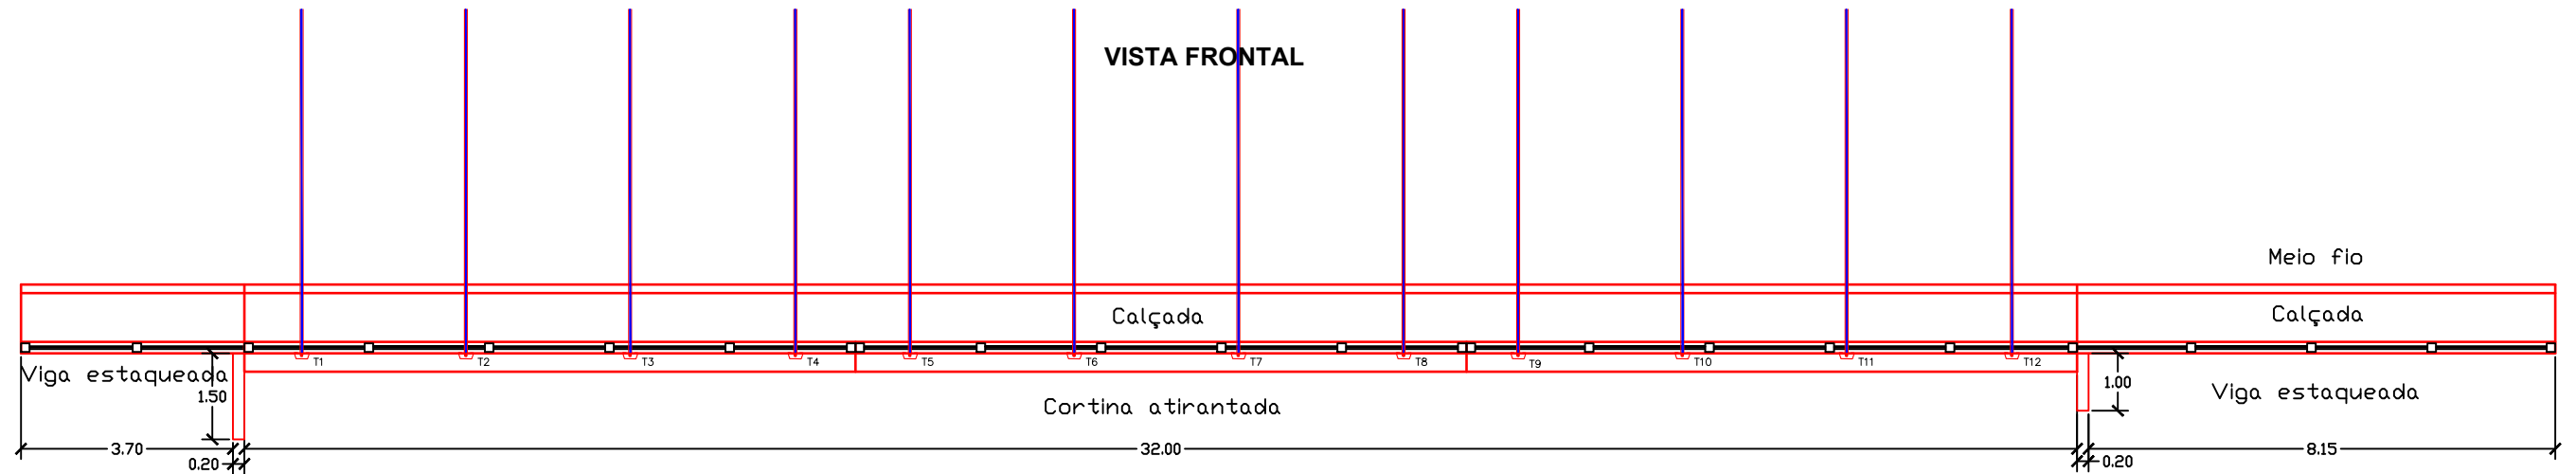 VISTA FRONTAL
Meio fio
Calçada
Calçada
T1
T2
T3
T4
T5
T6
T7
T8
T9
T10
T11
T12
Viga estaqueada
1.50
1.00
Viga estaqueada
Cortina atirantada
3.70
32.00
8.15
0.20
0.20